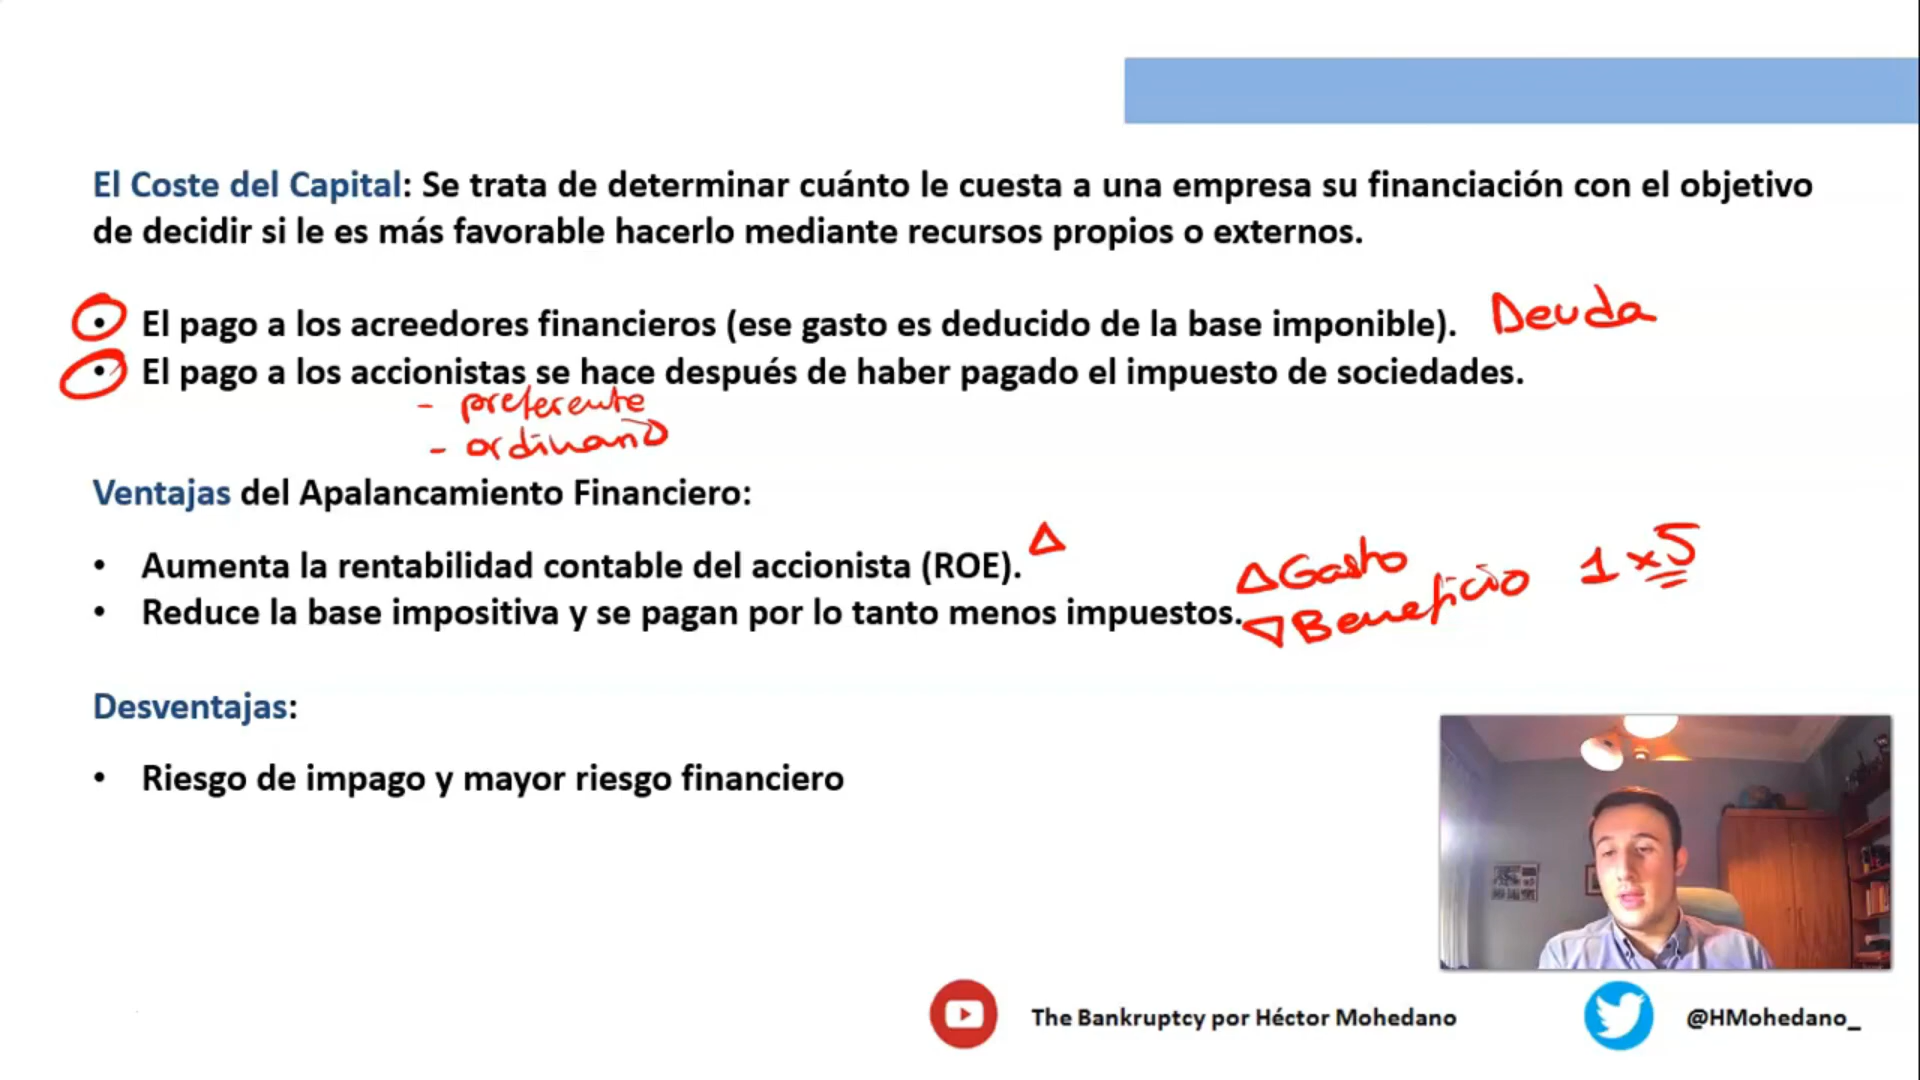 El Coste del Capital: Se trata de determinar cuánto le cuesta a una empresa su financiación con el objetivo
de decidir si le es más favorable hacerlo mediante recursos propios o externos.
• El pago a los acreedores financieros (ese gasto es deducido de la base imponible). Deuda
• El pago a los accionistas se hace después de haber pagado el impuesto de sociedades.
- preferente
- ordinario
Ventajas del Apalancamiento Financiero:
• Aumenta la rentabilidad contable del accionista (ROE). Δ
ΔGasto 1x5
• Reduce la base impositiva y se pagan por lo tanto menos impuestos.
∇Beneficio
Desventajas:
• Riesgo de impago y mayor riesgo financiero
The Bankruptcy por Héctor Mohedano
@HMohedano_